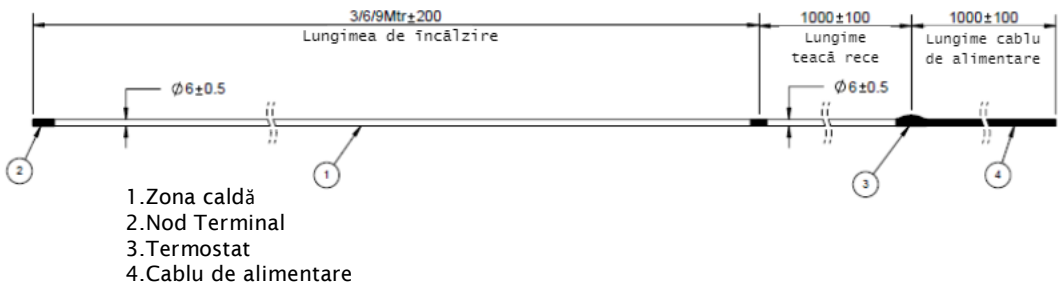 3/6/9Mtr±200
Lungimea de încălzire
1000±100
Lungime
teacă rece
1000±100
Lungime cablu
de alimentare
Ø6±0.5
Ø6±0.5
2
1
3
4
1.Zona caldă
2.Nod Terminal
3.Termostat
4.Cablu de alimentare